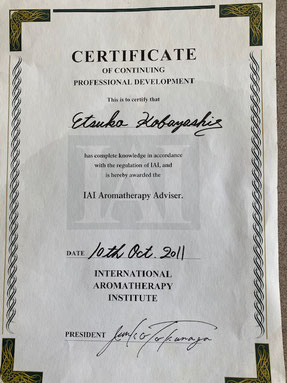 CERTIFICATE
OF CONTINUING
PROFESSIONAL DEVELOPMENT
This is to certify that
Etsuko Kobayashi
has complete knowledge in accordance
with the regulation of IAI, and
is hereby awarded the
IAI Aromatherapy Adviser.
IAI
DATE 10th Oct. 2011
INTERNATIONAL
AROMATHERAPY
INSTITUTE
PRESIDENT